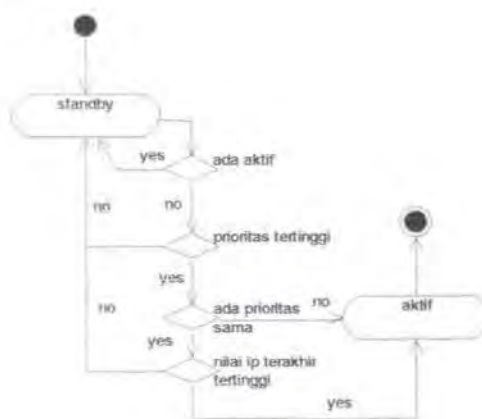 standby
yes
ada aktif
no
no
prioritas tertinggi
yes
ada prioritas
sama
no
aktif
no
yes
nilai ip terakhir
tertinggi
yes